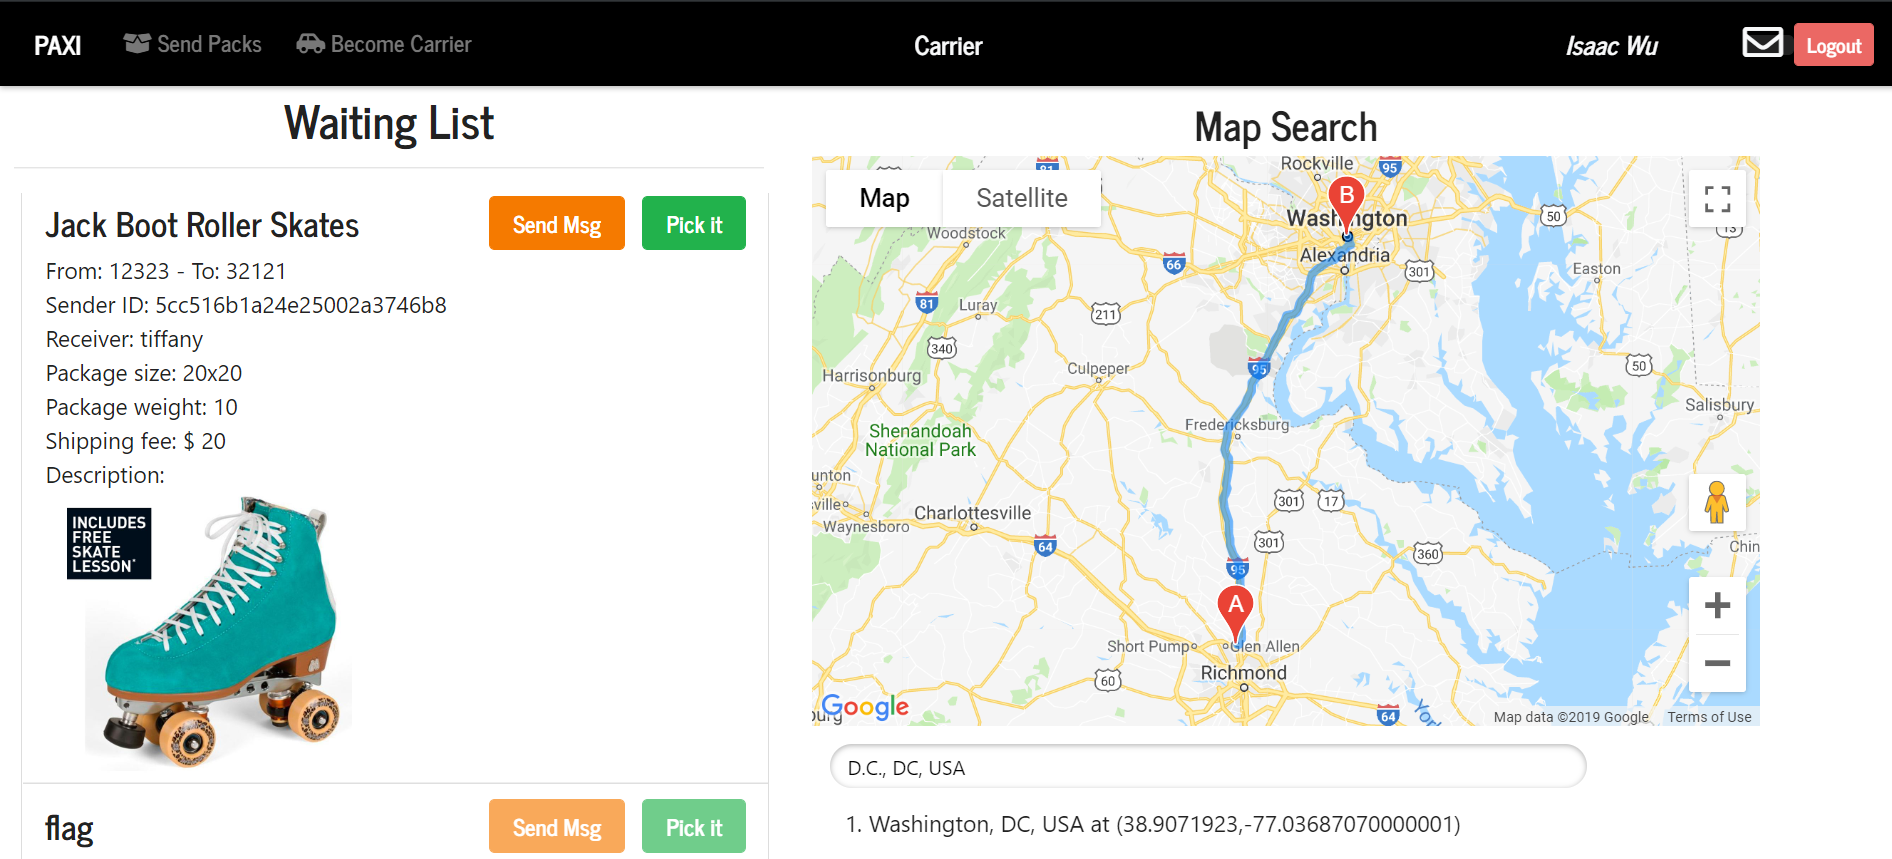 PAXI
Send Packs
Become Carrier
Carrier
Isaac Wu
Logout
Waiting List
Jack Boot Roller Skates
Send Msg
Pick it
From: 12323 - To: 32121
Sender ID: 5cc516b1a24e25002a3746b8
Receiver: tiffany
Package size: 20x20
Package weight: 10
Shipping fee: $ 20
Description:
INCLUDES
FREE
SKATE
LESSON*
flag
Send Msg
Pick it
Map Search
Map
Satellite
Rockville
81
95
B
Washington
50
13
Woodstock
Alexandria
66
301
Easton
81
Luray
211
340
95
50
Harrisonburg
Culpeper
Salisbury
Fredericksburg
Shenandoah
National Park
unton
sville
301
17
Charlottesville
Waynesboro
64
301
360
Chin
95
A
Short Pump
Glen Allen
Richmond
60
burg
Google
64
Yor
Map data ©2019 Google
Terms of Use
D.C., DC, USA
1. Washington, DC, USA at (38.9071923,-77.03687070000001)